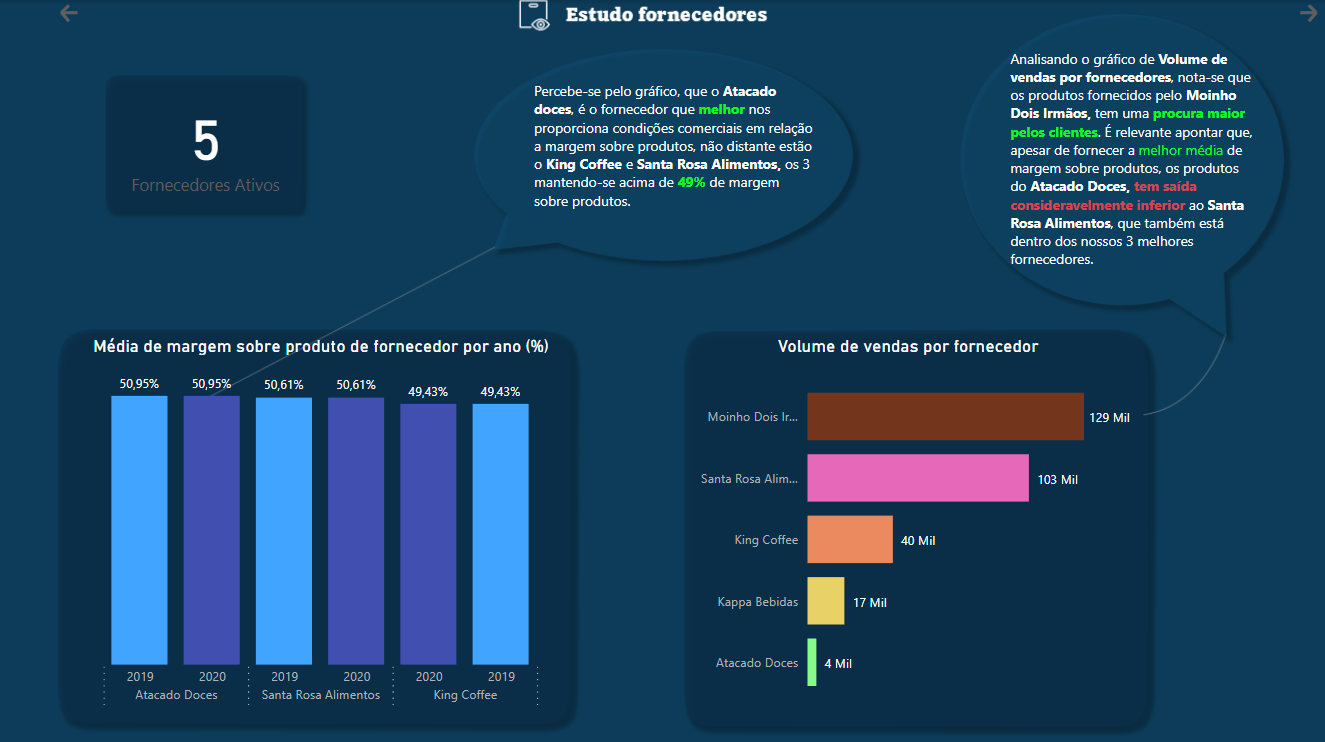 Estudo fornecedores
5
Fornecedores Ativos
Percebe-se pelo gráfico, que o Atacado
doces, é o fornecedor que melhor nos
proporciona condições comerciais em relação
a margem sobre produtos, não distante estão
o King Coffee e Santa Rosa Alimentos, os 3
mantendo-se acima de 49% de margem
sobre produtos.
Analisando o gráfico de Volume de
vendas por fornecedores, nota-se que
os produtos fornecidos pelo Moinho
Dois Irmãos, tem uma procura maior
pelos clientes. É relevante apontar que,
apesar de fornecer a melhor média de
margem sobre produtos, os produtos
do Atacado Doces, tem saída
consideravelmente inferior ao Santa
Rosa Alimentos, que também está
dentro dos nossos 3 melhores
fornecedores.
Média de margem sobre produto de fornecedor por ano (%)
50,95% 50,95% 50,61% 50,61% 49,43% 49,43%
2019 2020 2019 2020 2020 2019
Atacado Doces Santa Rosa Alimentos King Coffee
Volume de vendas por fornecedor
Moinho Dois Ir... 129 Mil
Santa Rosa Alim... 103 Mil
King Coffee 40 Mil
Kappa Bebidas 17 Mil
Atacado Doces 4 Mil